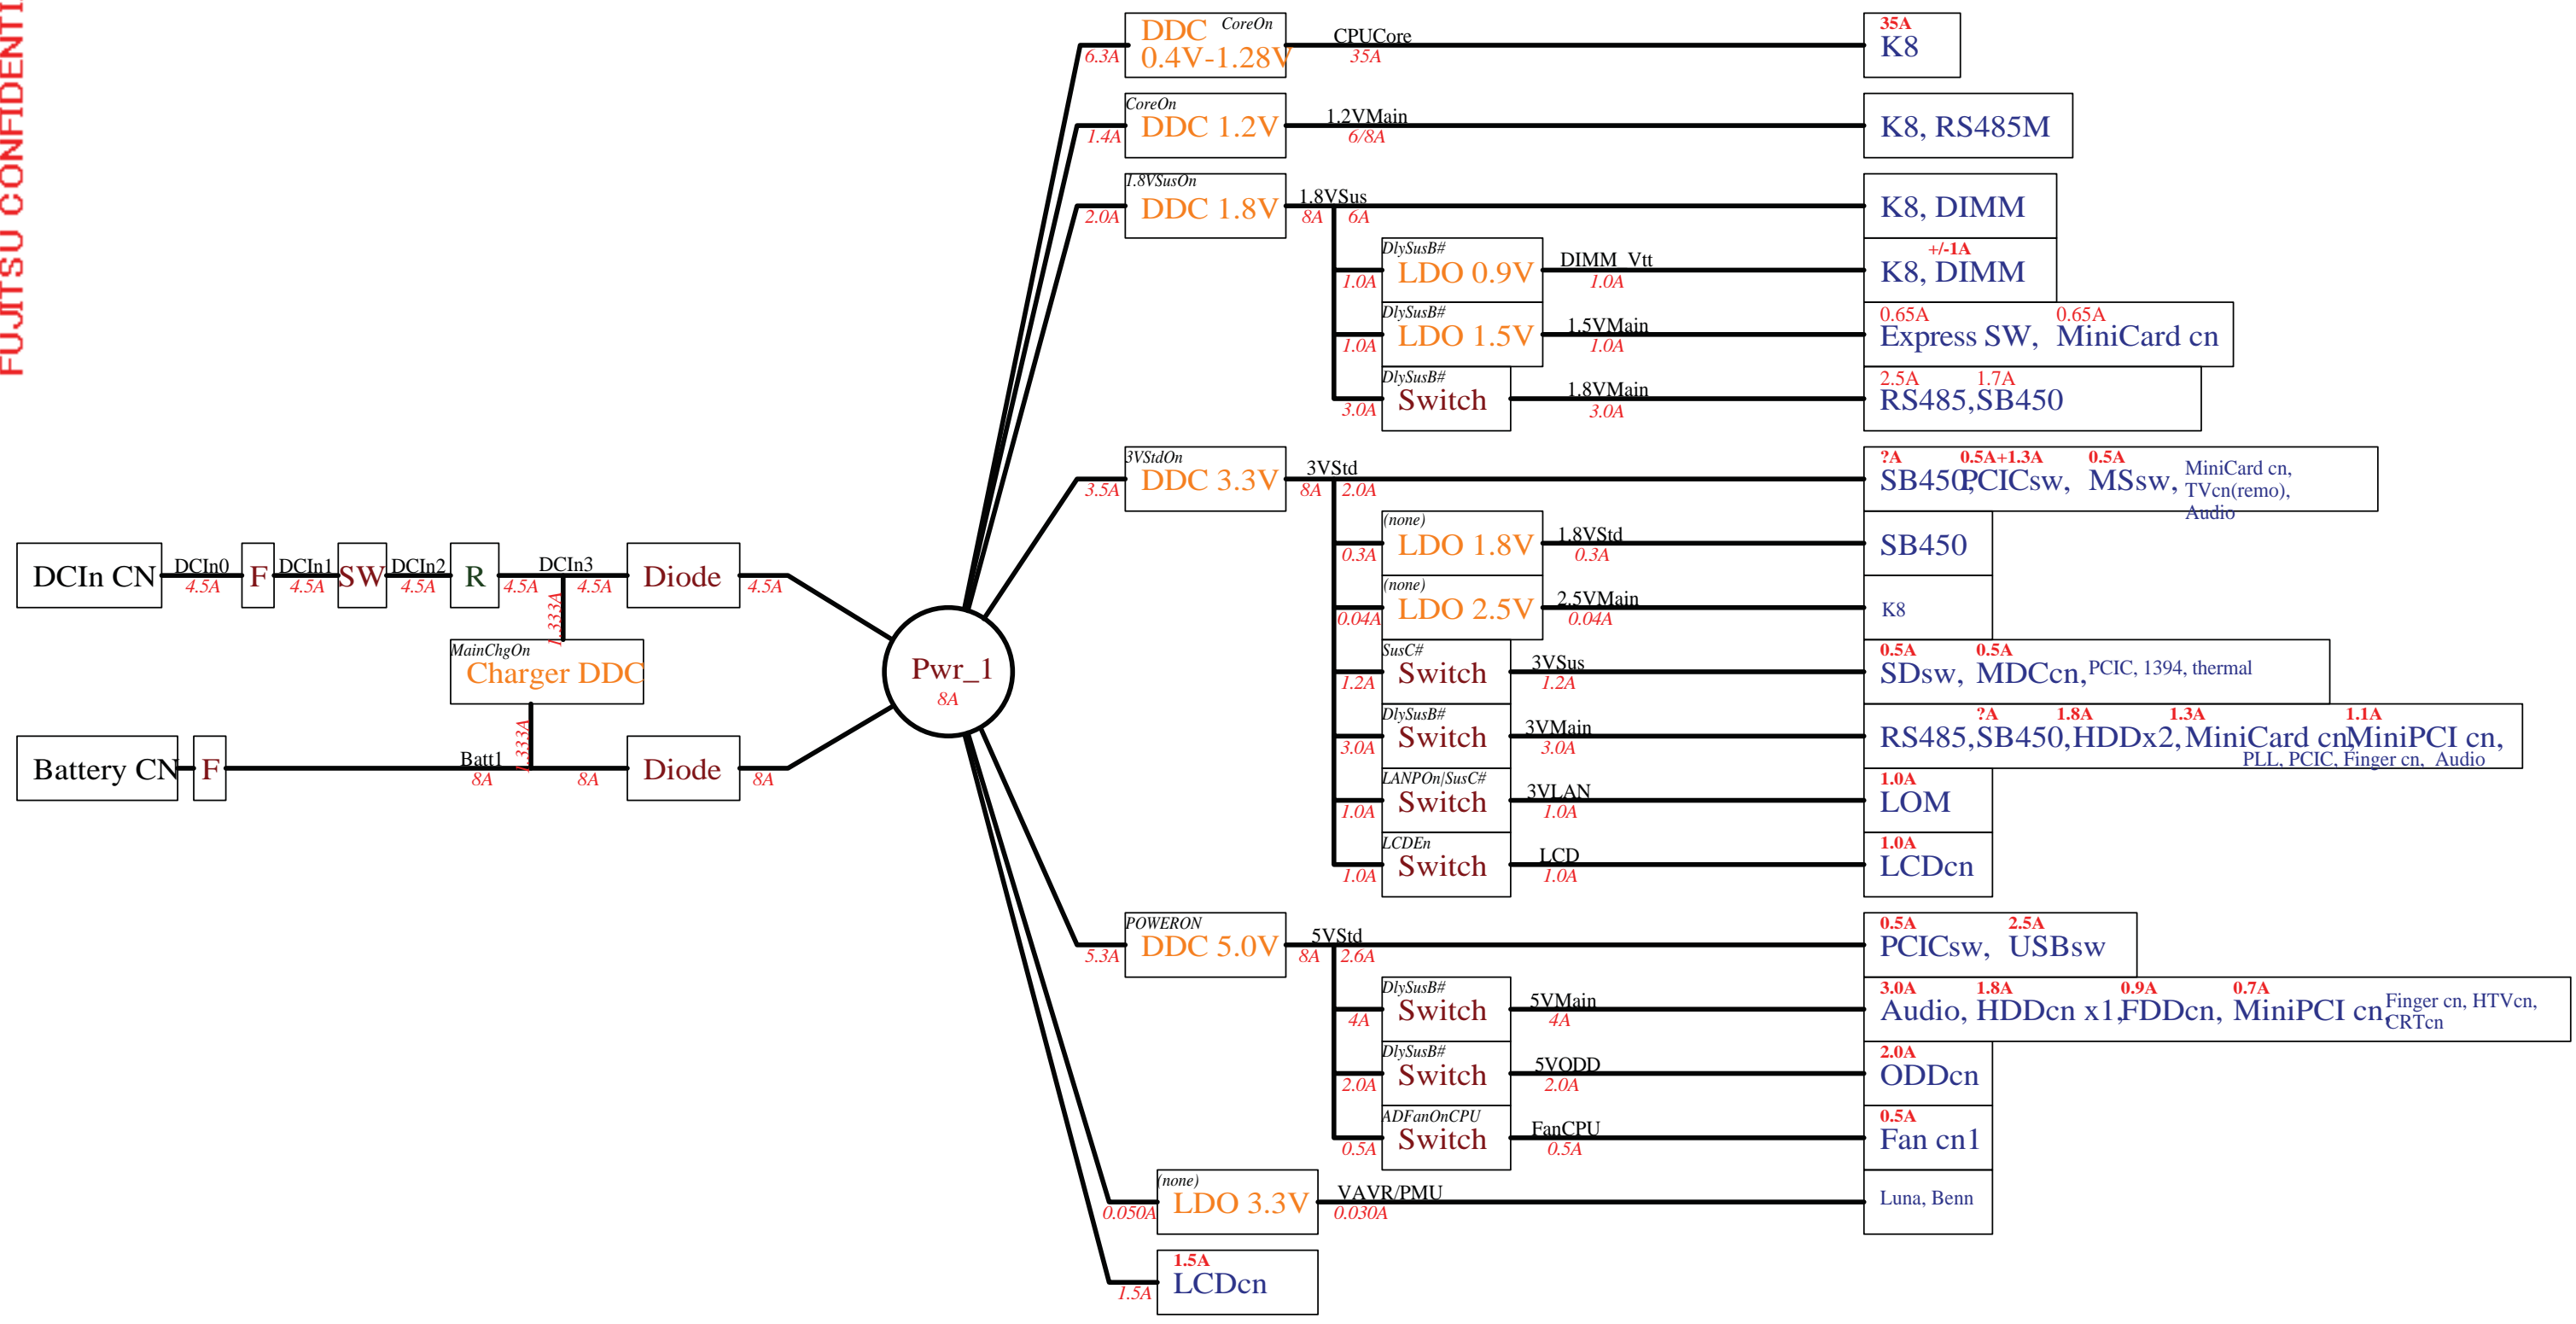 FUJITSU CONFIDENTI
DDC CoreOn
0.4V-1.28V
6.3A
CPUCore
35A
35A
K8
CoreOn
DDC 1.2V
1.4A
1.2VMain
6/8A
K8, RS485M
1.8VSusOn
DDC 1.8V
2.0A
1.8VSus
8A 6A
K8, DIMM
DlySusB#
LDO 0.9V
1.0A
DIMM_Vtt
1.0A
+/-1A
K8, DIMM
DlySusB#
LDO 1.5V
1.0A
1.5VMain
1.0A
0.65A 0.65A
Express SW, MiniCard cn
DlySusB#
Switch
3.0A
1.8VMain
3.0A
2.5A 1.7A
RS485,SB450
3VStdOn
DDC 3.3V
3.5A
3VStd
8A 2.0A
?A 0.5A+1.3A 0.5A
SB450,PCICsw, MSsw, MiniCard cn,
TVcn(remo),
Audio
(none)
LDO 1.8V
0.3A
1.8VStd
0.3A
SB450
(none)
LDO 2.5V
0.04A
2.5VMain
0.04A
K8
SusC#
Switch
1.2A
3VSus
1.2A
0.5A 0.5A
SDsw, MDCcn, PCIC, 1394, thermal
DlySusB#
Switch
3.0A
3VMain
3.0A
?A 1.8A 1.3A 1.1A
RS485,SB450,HDDx2,MiniCard cn,MiniPCI cn,
PLL, PCIC, Finger cn, Audio
LANPOn/SusC#
Switch
1.0A
3VLAN
1.0A
1.0A
LOM
LCDEn
Switch
1.0A
LCD
1.0A
1.0A
LCDcn
DCIn CN
DCIn0
4.5A
F
DCIn1
4.5A
SW
DCIn2
4.5A
R
4.5A
DCIn3
4.5A
Diode
4.5A
1.333A
MainChgOn
Charger DDC
1.333A
Battery CN
F
Batt1
8A
8A
Diode
8A
Pwr_1
8A
POWERON
DDC 5.0V
5.3A
5VStd
8A 2.6A
0.5A 2.5A
PCICsw, USBsw
DlySusB#
Switch
4A
5VMain
4A
3.0A 1.8A 0.9A 0.7A
Audio, HDDcn x1,FDDcn, MiniPCI cn, Finger cn, HTVcn,
CRTcn
DlySusB#
Switch
2.0A
5VODD
2.0A
2.0A
ODDcn
ADFanOnCPU
Switch
0.5A
FanCPU
0.5A
0.5A
Fan cn1
(none)
LDO 3.3V
0.050A
VAVR/PMU
0.030A
Luna, Benn
1.5A
LCDcn
1.5A